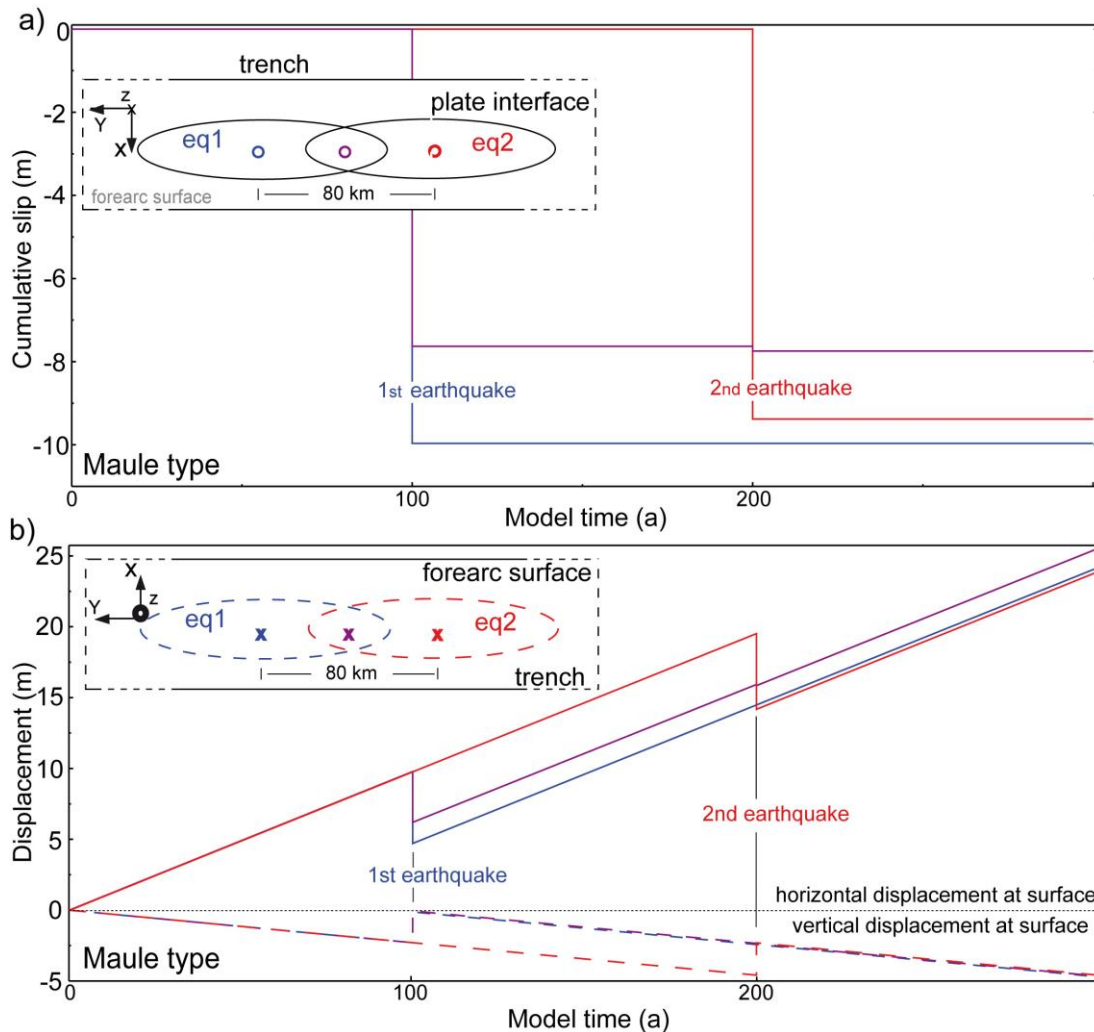 a)
0
-2
-4
-6
-8
-10
Cumulative slip (m)
trench
z
Y
X
plate interface
eq1
eq2
80 km
forearc surface
1st earthquake
2nd earthquake
Maule type
0
100
200
Model time (a)
b)
25
20
15
10
5
0
-5
Displacement (m)
X
Y
z
forearc surface
eq1
eq2
80 km
trench
2nd earthquake
1st earthquake
horizontal displacement at surface
vertical displacement at surface
Maule type
0
100
200
Model time (a)